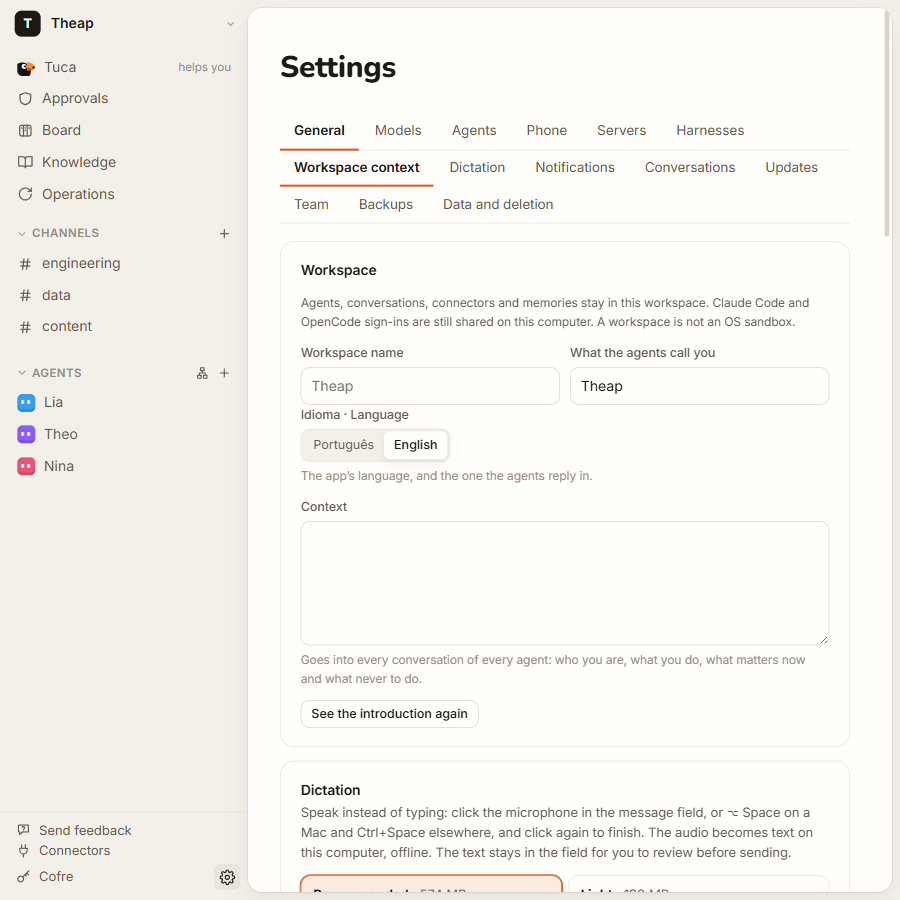 T Theap
Tuca helps you
Approvals
Board
Knowledge
Operations
CHANNELS
# engineering
# data
# content
AGENTS
Lia
Theo
Nina
Send feedback
Connectors
Cofre
Settings
General Models Agents Phone Servers Harnesses
Workspace context Dictation Notifications Conversations Updates
Team Backups Data and deletion
Workspace
Agents, conversations, connectors and memories stay in this workspace. Claude Code and
OpenCode sign-ins are still shared on this computer. A workspace is not an OS sandbox.
Workspace name What the agents call you
Theap Theap
Idioma · Language
Português English
The app's language, and the one the agents reply in.
Context
Goes into every conversation of every agent: who you are, what you do, what matters now
and what never to do.
See the introduction again
Dictation
Speak instead of typing: click the microphone in the message field, or ⌥ Space on a
Mac and Ctrl+Space elsewhere, and click again to finish. The audio becomes text on
this computer, offline. The text stays in the field for you to review before sending.